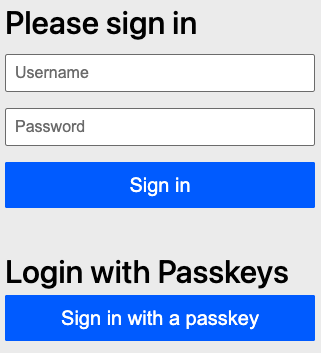 Please sign in
Username
Password
Sign in
Login with Passkeys
Sign in with a passkey